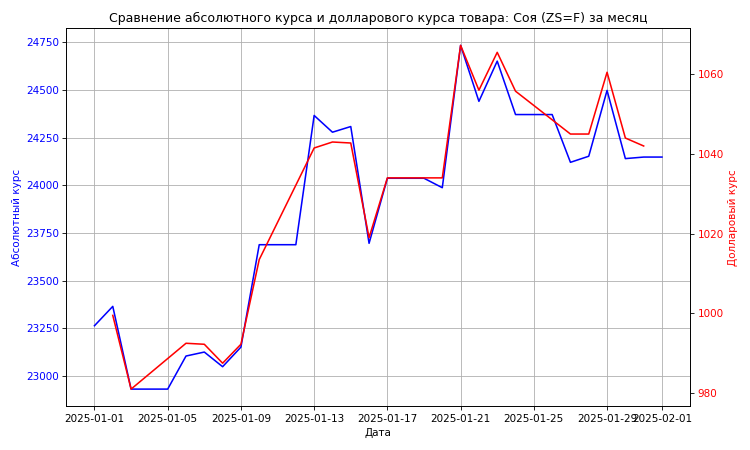 Сравнение абсолютного курса и долларового курса товара: Соя (ZS=F) за месяц
24750
24500
24250
24000
23750
23500
23250
23000
Абсолютный курс
1060
1040
1020
1000
980
Долларовый курс
2025-01-01 2025-01-05 2025-01-09 2025-01-13 2025-01-17 2025-01-21 2025-01-25 2025-01-29 2025-02-01
Дата